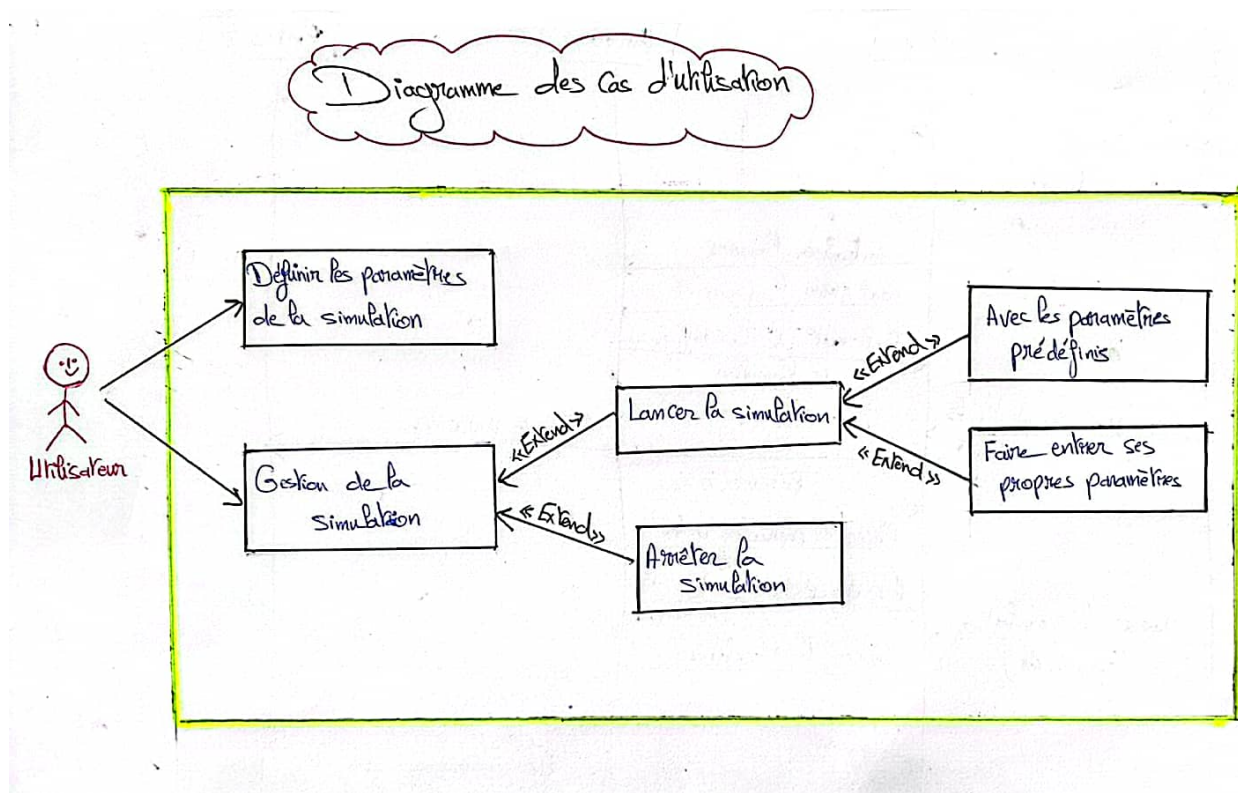 Diagramme des Cas d'utilisation
Définir les paramètres
de la simulation
Avec les paramètres
prédéfinis
«Extend»
Lancer la simulation
«Extend»
«Extend»
Faire entrer ses
propres paramètres
Utilisateur
Gestion de la
simulation
«Extend»
Arrêter la
simulation